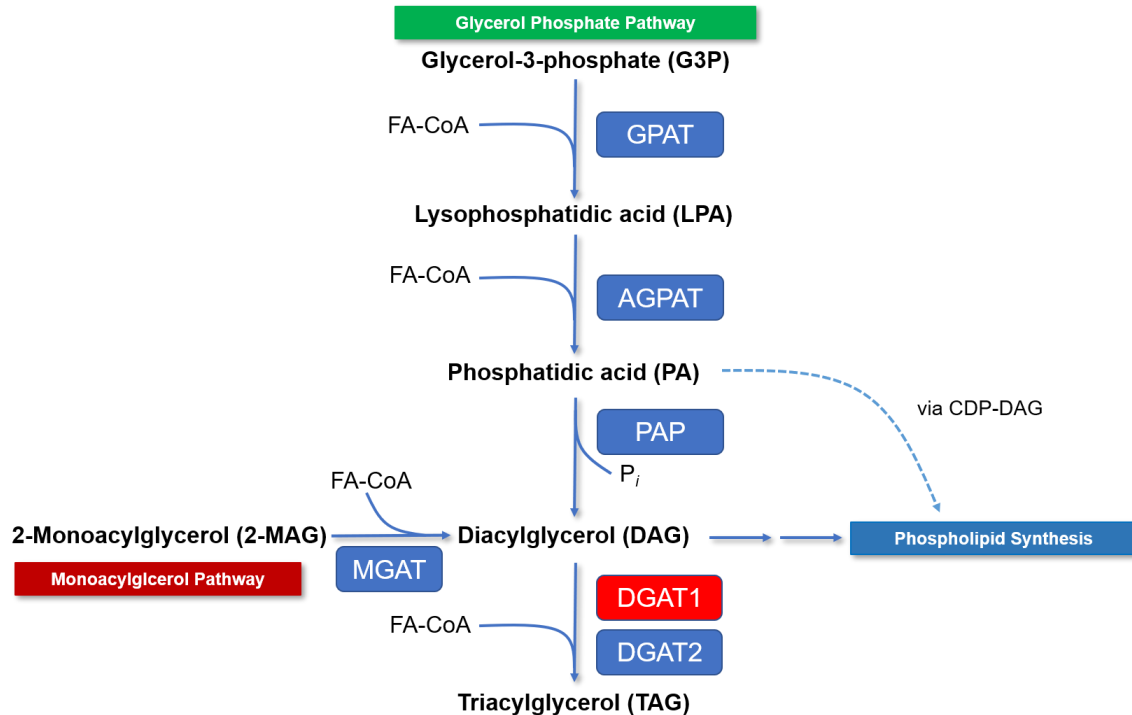 Glycerol Phosphate Pathway
Glycerol-3-phosphate (G3P)
FA-CoA
GPAT
Lysophosphatidic acid (LPA)
FA-CoA
AGPAT
Phosphatidic acid (PA)
via CDP-DAG
PAP
Pi
FA-CoA
2-Monoacylglycerol (2-MAG)
Diacylglycerol (DAG)
Phospholipid Synthesis
Monoacylglcerol Pathway
MGAT
DGAT1
FA-CoA
DGAT2
Triacylglycerol (TAG)